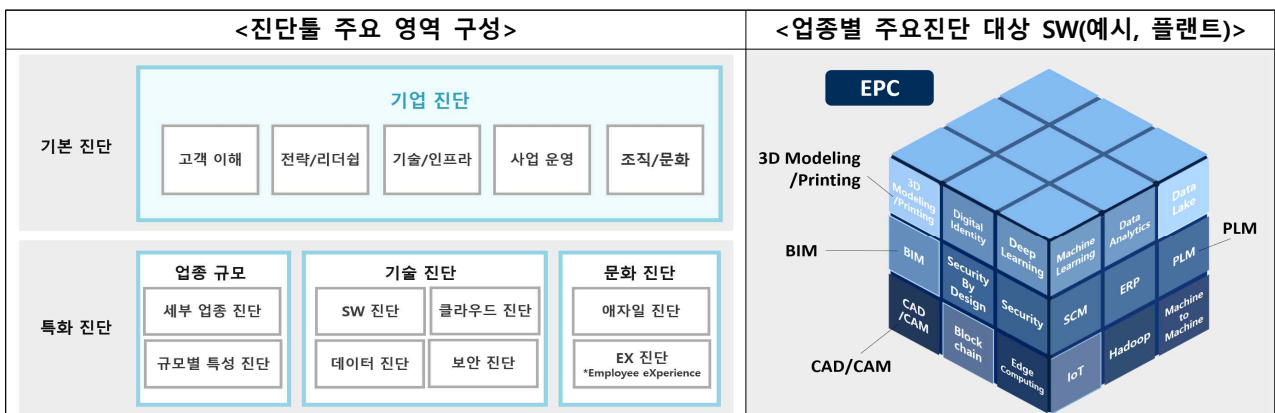 <진단툴 주요 영역 구성>
기본 진단
기업 진단
고객 이해
전략/리더쉽
기술/인프라
사업 운영
조직/문화
특화 진단
업종 규모
세부 업종 진단
규모별 특성 진단
기술 진단
SW 진단
클라우드 진단
데이터 진단
보안 진단
문화 진단
애자일 진단
EX 진단
*Employee eXperience
<업종별 주요진단 대상 SW(예시, 플랜트)>
EPC
3D Modeling
/Printing
BIM
CAD/CAM
PLM
3D
Modeling
/Printing
Digital
Identity
Deep
Learning
Machine
Learning
Data
Analytics
Data
Lake
BIM
Security
By
Design
Security
SCM
ERP
PLM
CAD
/CAM
Block
chain
Edge
Computing
IoT
Hadoop
Machine
to
Machine